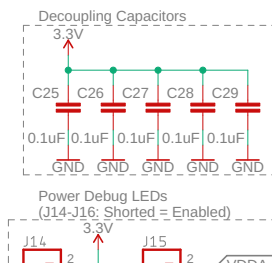 Decoupling Capacitors
3.3V
C25 C26 C27 C28 C29
0.1uF 0.1uF 0.1uF 0.1uF 0.1uF
GND GND GND GND GND
Power Debug LEDs
(J14-J16: Shorted = Enabled)
3.3V
J14 J15
2 2